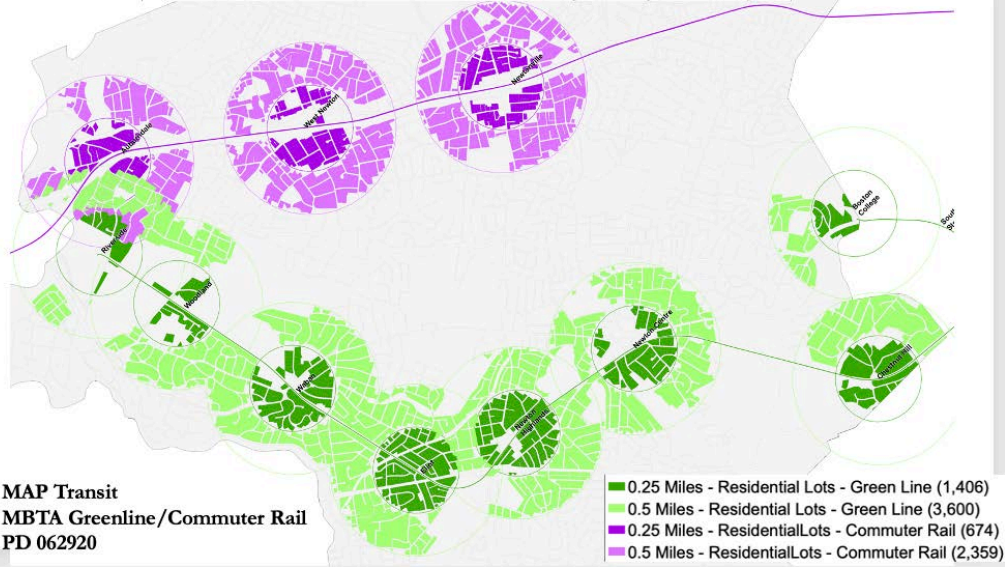 Newtonville
West Newton
Auburndale
Riverside
Woodland
Waban
Eliot
Newton
Highlands
Newton Centre
Boston
College
Chestnut Hill
MAP Transit
MBTA Greenline/Commuter Rail
PD 062920
0.25 Miles - Residential Lots - Green Line (1,406)
0.5 Miles - Residential Lots - Green Line (3,600)
0.25 Miles - ResidentialLots - Commuter Rail (674)
0.5 Miles - ResidentialLots - Commuter Rail (2,359)